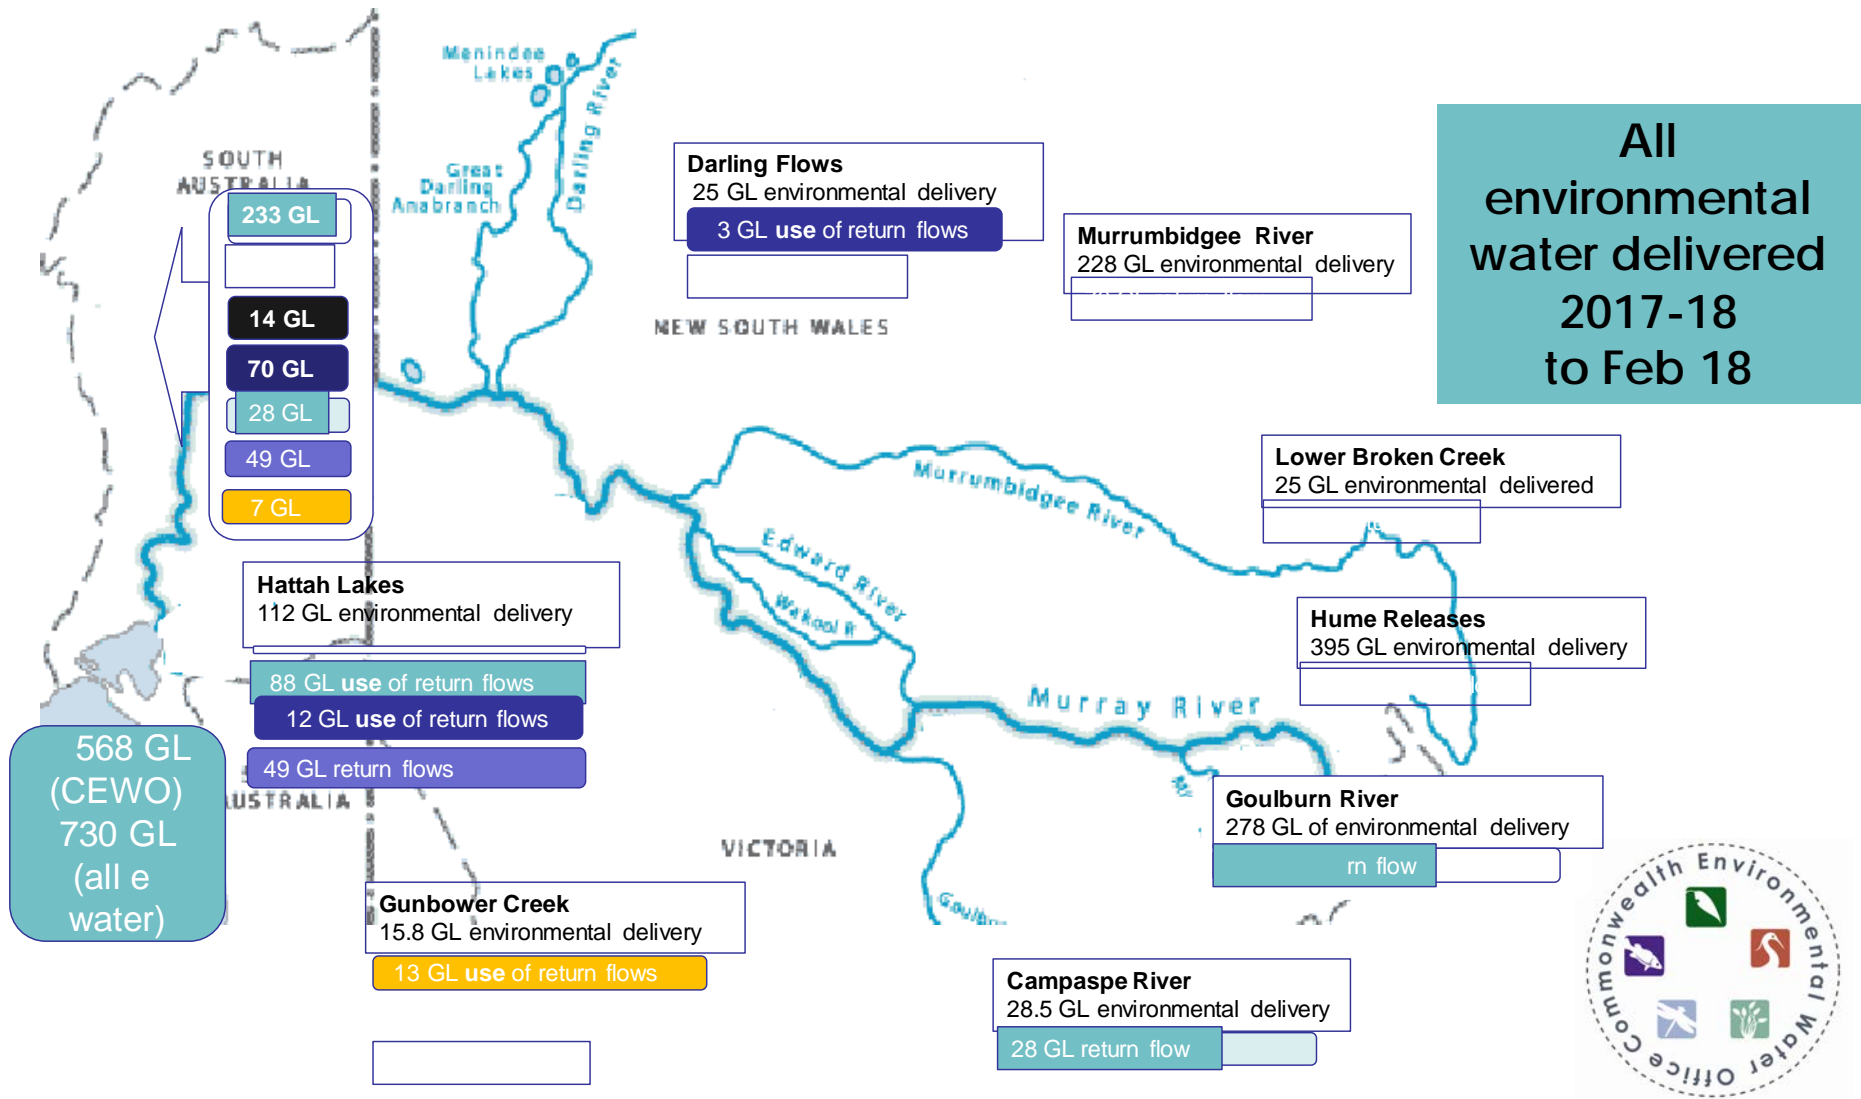 All
environmental
water delivered
2017-18
to Feb 18
Menindee
Lakes
Darling River
Great
Darling
Anabranch
SOUTH
AUSTRALIA
233 GL
14 GL
70 GL
28 GL
49 GL
7 GL
Darling Flows
25 GL environmental delivery
3 GL use of return flows
Murrumbidgee River
228 GL environmental delivery
NEW SOUTH WALES
Murrumbidgee River
Edward River
Wakool R
Lower Broken Creek
25 GL environmental delivered
Hattah Lakes
112 GL environmental delivery
88 GL use of return flows
12 GL use of return flows
49 GL return flows
Hume Releases
395 GL environmental delivery
Murray River
568 GL
(CEWO)
730 GL
(all e
water)
USTRALIA
VICTORIA
Goulburn River
278 GL of environmental delivery
rn flow
Goulbu
Gunbower Creek
15.8 GL environmental delivery
13 GL use of return flows
Campaspe River
28.5 GL environmental delivery
28 GL return flow
Commonwealth Environmental Water Office